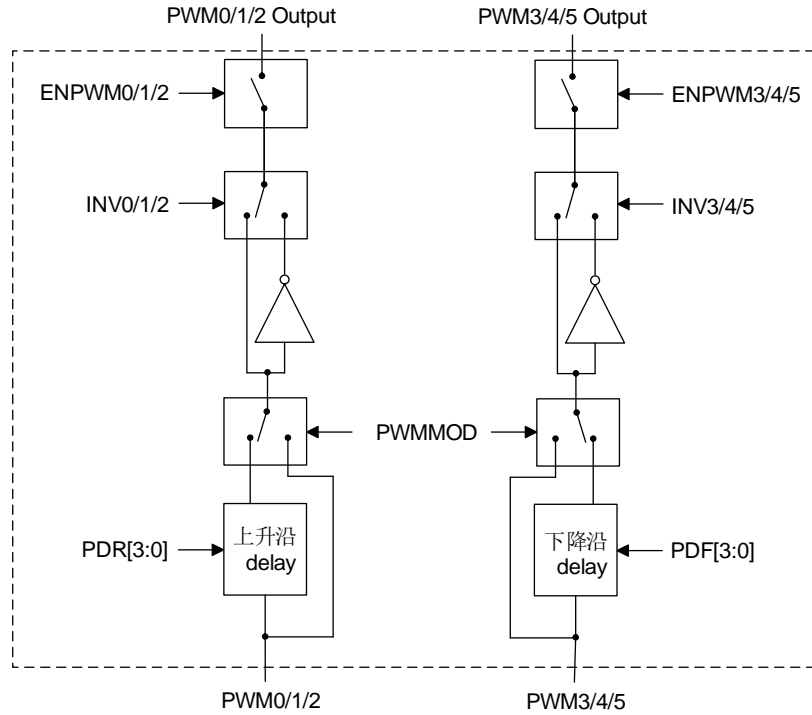 PWM0/1/2 Output
PWM3/4/5 Output
ENPWM0/1/2
ENPWM3/4/5
INV0/1/2
INV3/4/5
PWMMOD
PDR[3:0]
上升沿
delay
下降沿
delay
PDF[3:0]
PWM0/1/2
PWM3/4/5